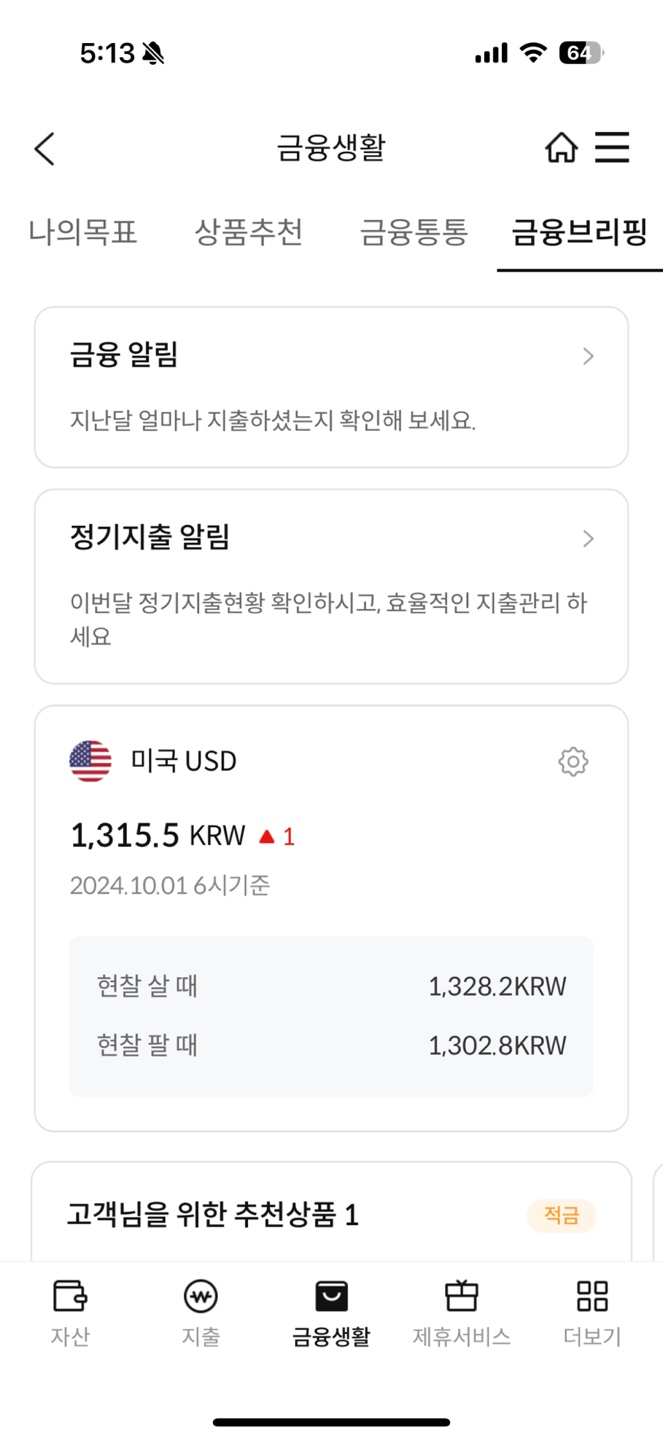 5:13
64
금융생활
나의목표 상품추천 금융통통 금융브리핑
금융 알림
지난달 얼마나 지출하셨는지 확인해 보세요.
정기지출 알림
이번달 정기지출현황 확인하시고, 효율적인 지출관리 하
세요
미국 USD
1,315.5 KRW ▲ 1
2024.10.01 6시기준
현찰 살 때 1,328.2KRW
현찰 팔 때 1,302.8KRW
고객님을 위한 추천상품 1 적금
자산 지출 금융생활 제휴서비스 더보기